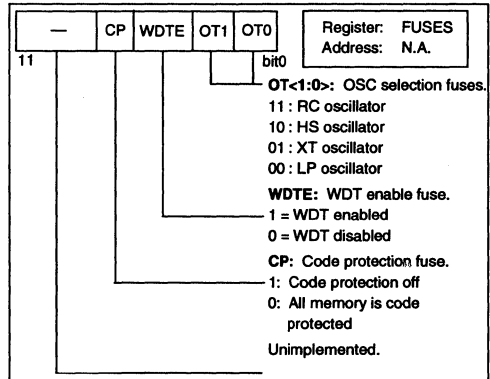 — CP WDTE OT1 OT0
Register: FUSES
Address: N.A.
11 bit0
OT<1:0>: OSC selection fuses.
11 : RC oscillator
10 : HS oscillator
01 : XT oscillator
00 : LP oscillator
WDTE: WDT enable fuse.
1 = WDT enabled
0 = WDT disabled
CP: Code protection fuse.
1: Code protection off
0: All memory is code
protected
Unimplemented.